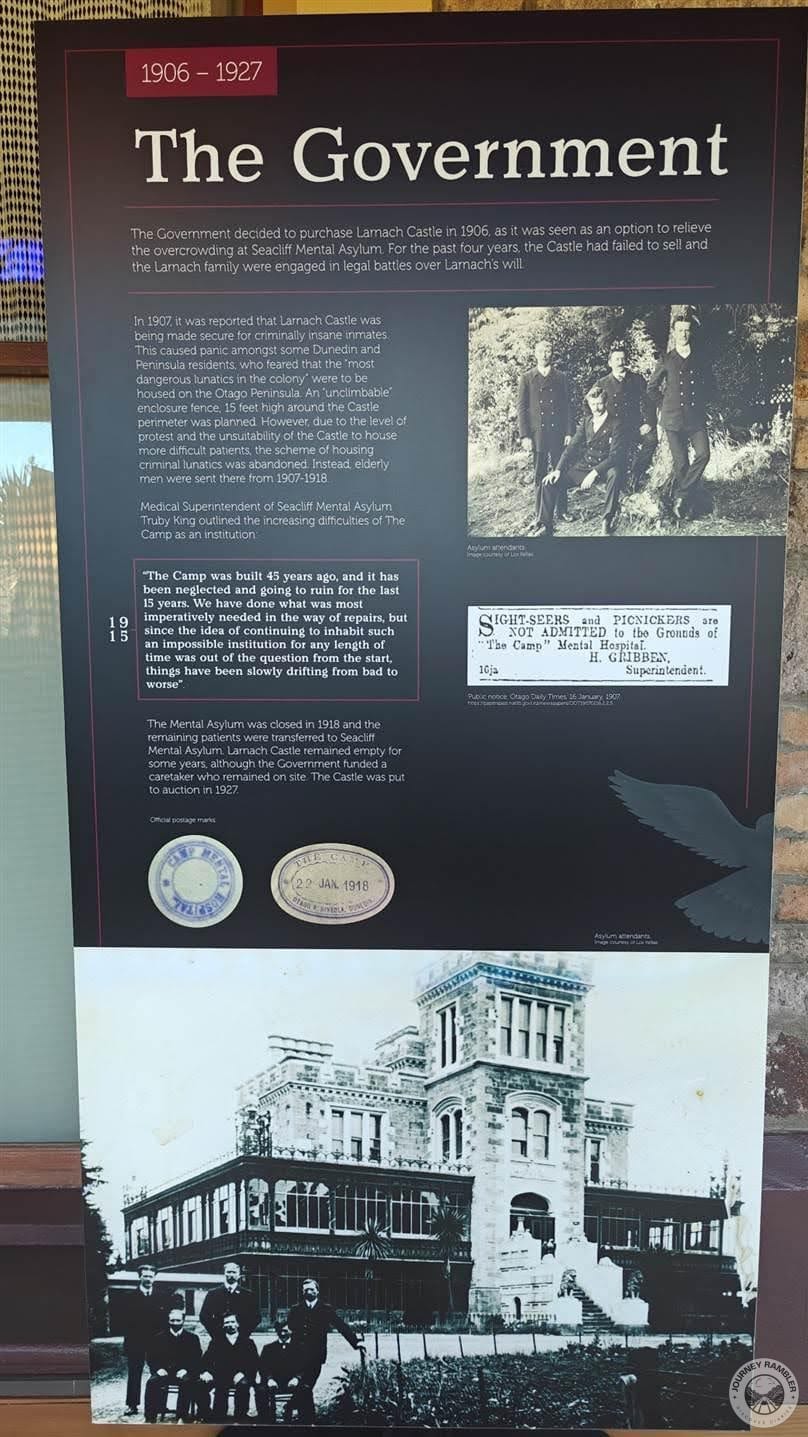 1906 – 1927
The Government
The Government decided to purchase Larnach Castle in 1906, as it was seen as an option to relieve
the overcrowding at Seacliff Mental Asylum. For the past four years, the Castle had failed to sell and
the Larnach family were engaged in legal battles over Larnach's will.
In 1907, it was reported that Larnach Castle was
being made secure for criminally insane inmates.
This caused panic amongst some Dunedin and
Peninsula residents, who feared that the "most
dangerous lunatics in the colony" were to be
housed on the Otago Peninsula. An "unclimbable"
enclosure fence, 15 feet high around the Castle
perimeter was planned. However, due to the level of
protest and the unsuitability of the Castle to house
more difficult patients, the scheme of housing
criminal lunatics was abandoned. Instead, elderly
men were sent there from 1907-1918.
Medical Superintendent of Seacliff Mental Asylum
Truby King outlined the increasing difficulties of The
Camp as an institution:
19
15
"The Camp was built 45 years ago, and it has
been neglected and going to ruin for the last
15 years. We have done what was most
imperatively needed in the way of repairs, but
since the idea of continuing to inhabit such
an impossible institution for any length of
time was out of the question from the start,
things have been slowly drifting from bad to
worse".
The Mental Asylum was closed in 1918 and the
remaining patients were transferred to Seacliff
Mental Asylum. Larnach Castle remained empty for
some years, although the Government funded a
caretaker who remained on site. The Castle was put
to auction in 1927.
Official postage marks.
CAMP MENTAL
HOSPITAL
THE CAMP
22 JAN. 1918
DUNEDIN
Asylum attendants.
Image courtesy of Loi Kellas
SIGHT-SEERS and PICNICKERS are
NOT ADMITTED to the Grounds of
"The Camp" Mental Hospital.
H. GRIBBEN,
16ja Superintendent.
Public notice, Otago Daily Times, 16 January, 1907.
Asylum attendants.
Image courtesy of Loi Kellas
JOURNEY RAMBLER